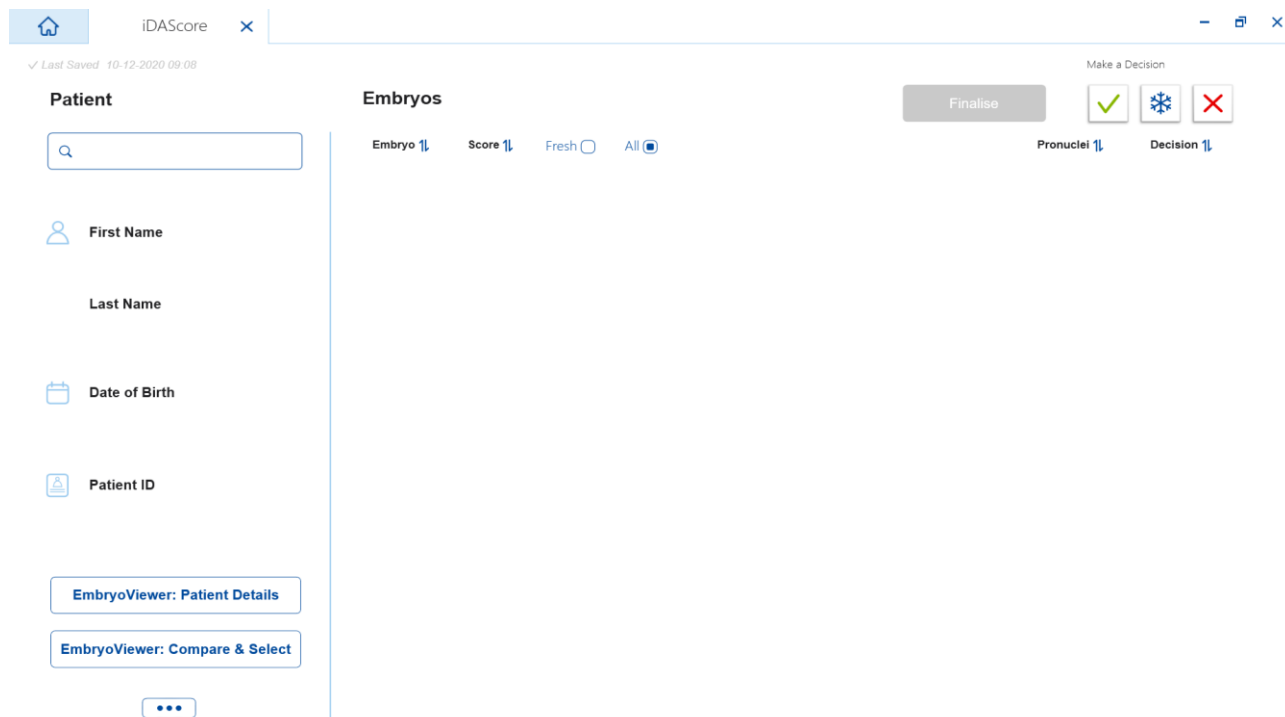 iDAScore
Last Saved 10-12-2020 09:08
Make a Decision
Patient
Embryos
Finalise
Embryo Score Fresh All Pronuclei Decision
First Name
Last Name
Date of Birth
Patient ID
EmbryoViewer: Patient Details
EmbryoViewer: Compare & Select